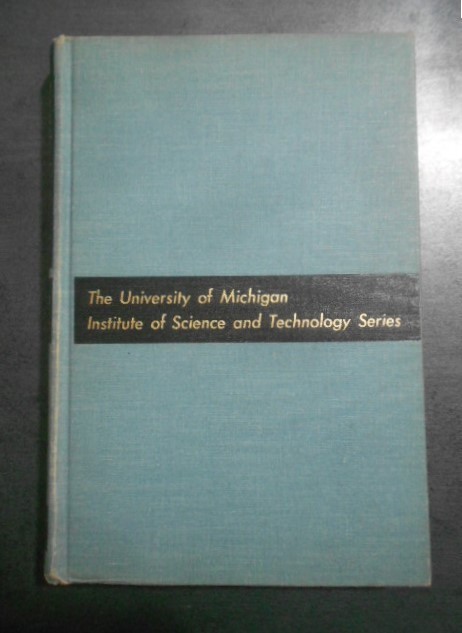 The University of Michigan
Institute of Science and Technology Series